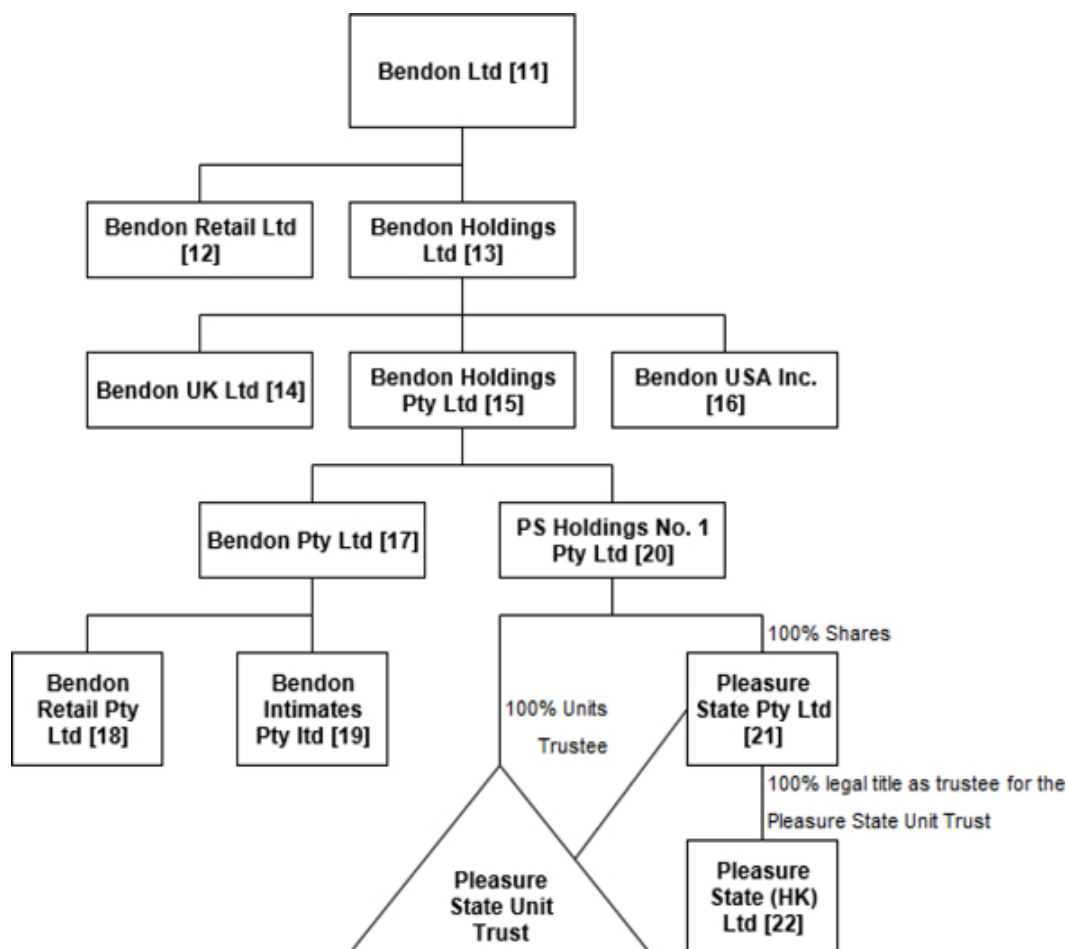 Bendon Ltd [11]
Bendon Retail Ltd
[12]
Bendon Holdings
Ltd [13]
Bendon UK Ltd [14]
Bendon Holdings
Pty Ltd [15]
Bendon USA Inc.
[16]
Bendon Pty Ltd [17]
PS Holdings No. 1
Pty Ltd [20]
100% Shares
Bendon
Retail Pty
Ltd [18]
Bendon
Intimates
Pty ltd [19]
100% Units
Trustee
Pleasure
State Pty Ltd
[21]
100% legal title as trustee for the
Pleasure State Unit Trust
Pleasure
State Unit
Trust
Pleasure
State (HK)
Ltd [22]